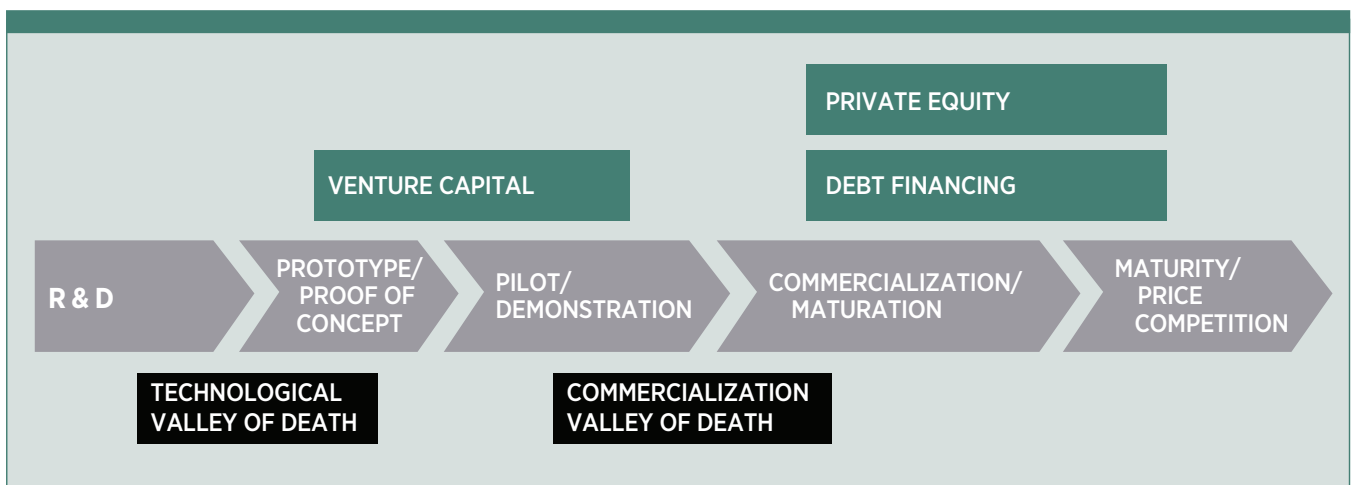 PRIVATE EQUITY
VENTURE CAPITAL
DEBT FINANCING
R & D
PROTOTYPE/
PROOF OF
CONCEPT
PILOT/
DEMONSTRATION
COMMERCIALIZATION/
MATURATION
MATURITY/
PRICE
COMPETITION
TECHNOLOGICAL
VALLEY OF DEATH
COMMERCIALIZATION
VALLEY OF DEATH